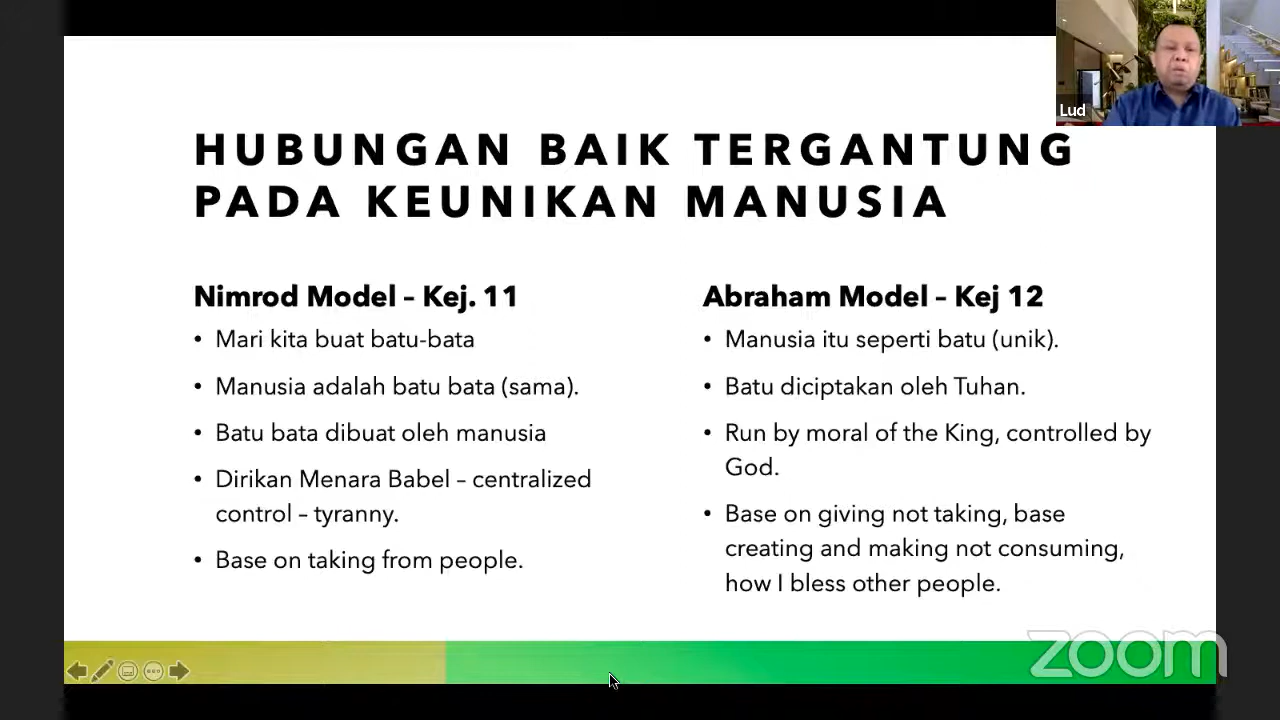 Lud
HUBUNGAN BAIK TERGANTUNG
PADA KEUNIKAN MANUSIA
Nimrod Model – Kej. 11
• Mari kita buat batu-bata
• Manusia adalah batu bata (sama).
• Batu bata dibuat oleh manusia
• Dirikan Menara Babel – centralized
control – tyranny.
• Base on taking from people.
Abraham Model – Kej 12
• Manusia itu seperti batu (unik).
• Batu diciptakan oleh Tuhan.
• Run by moral of the King, controlled by
God.
• Base on giving not taking, base
creating and making not consuming,
how I bless other people.
zoom